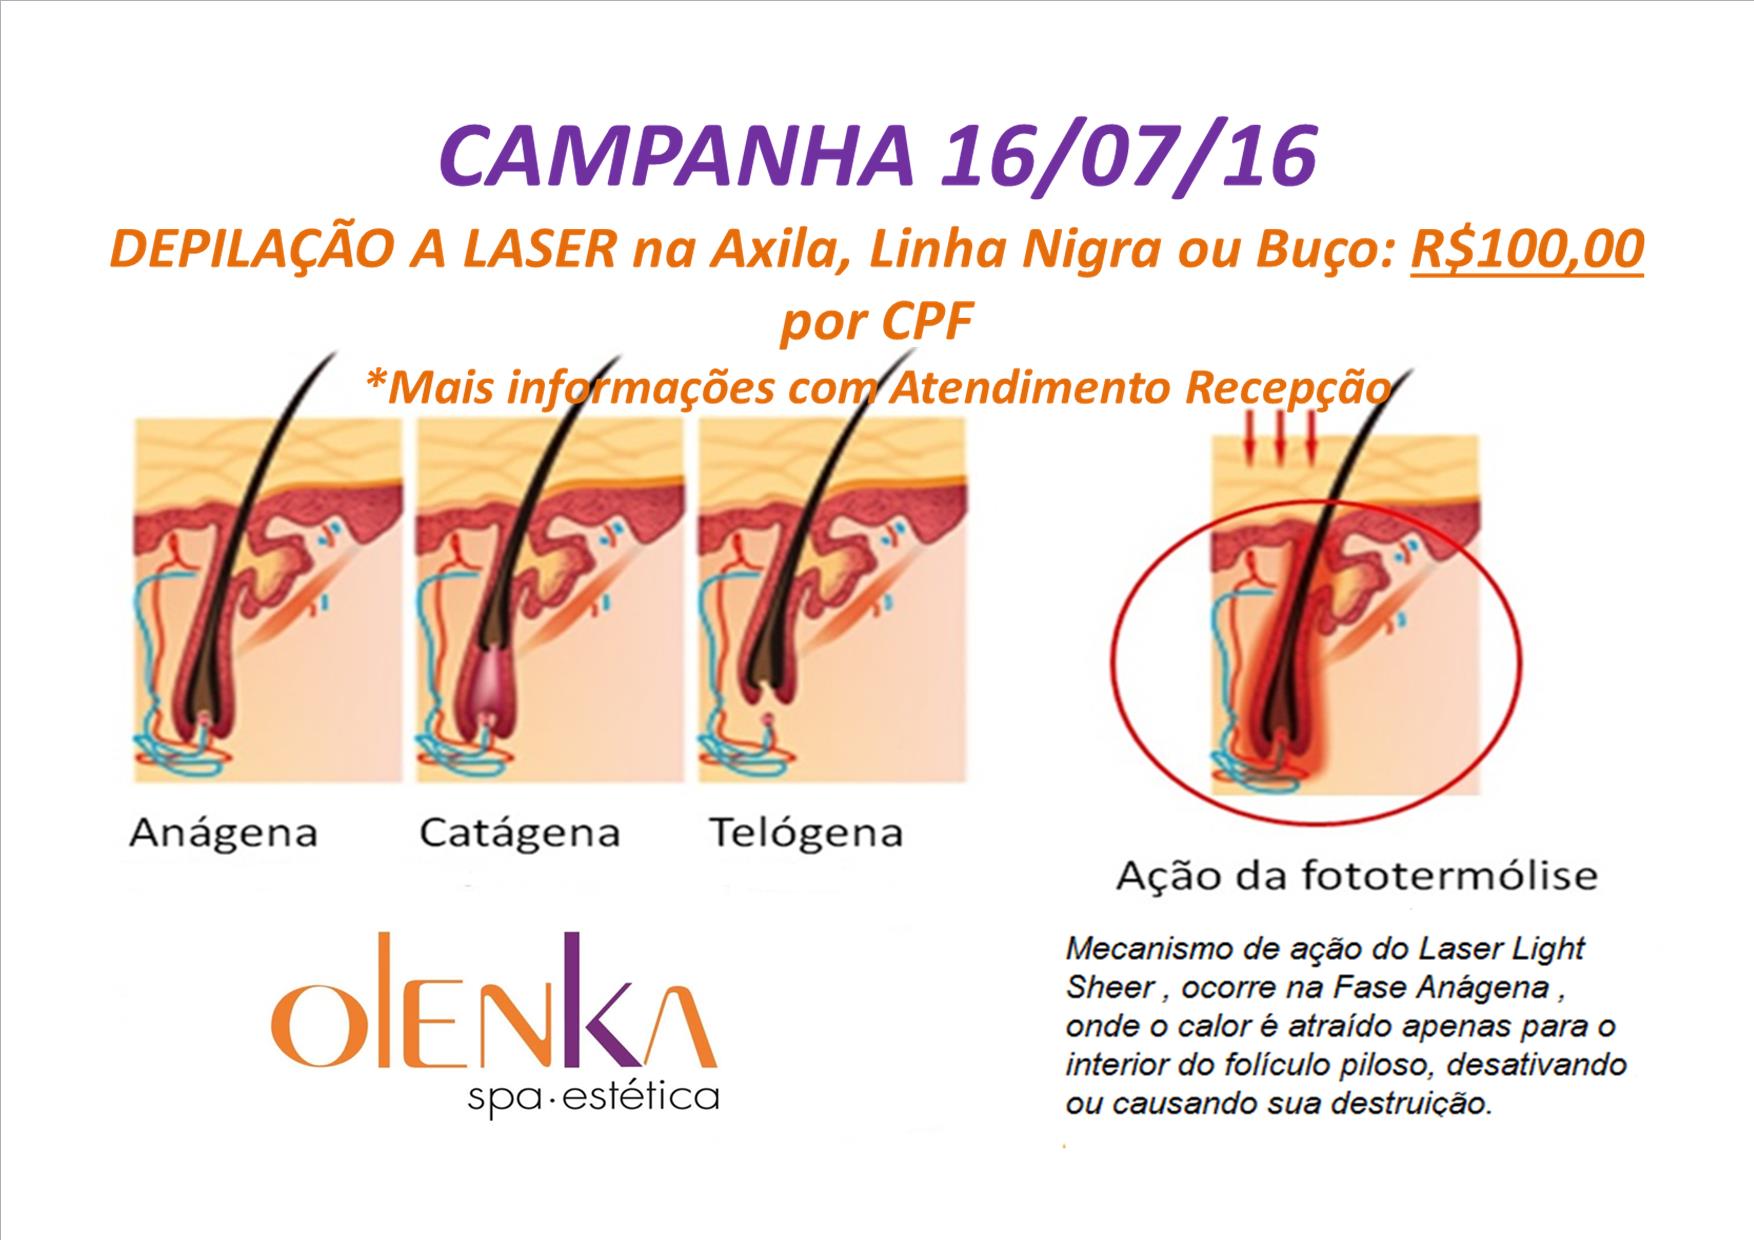 CAMPANHA 16/07/16
DEPILAÇÃO A LASER na Axila, Linha Nigra ou Buço: R$100,00
por CPF
*Mais informações com Atendimento Recepção
Anágena
Catágena
Telógena
Ação da fototermólise
Mecanismo de ação do Laser Light
Sheer , ocorre na Fase Anágena ,
onde o calor é atraído apenas para o
interior do folículo piloso, desativando
ou causando sua destruição.
OlENKA
spa·estética